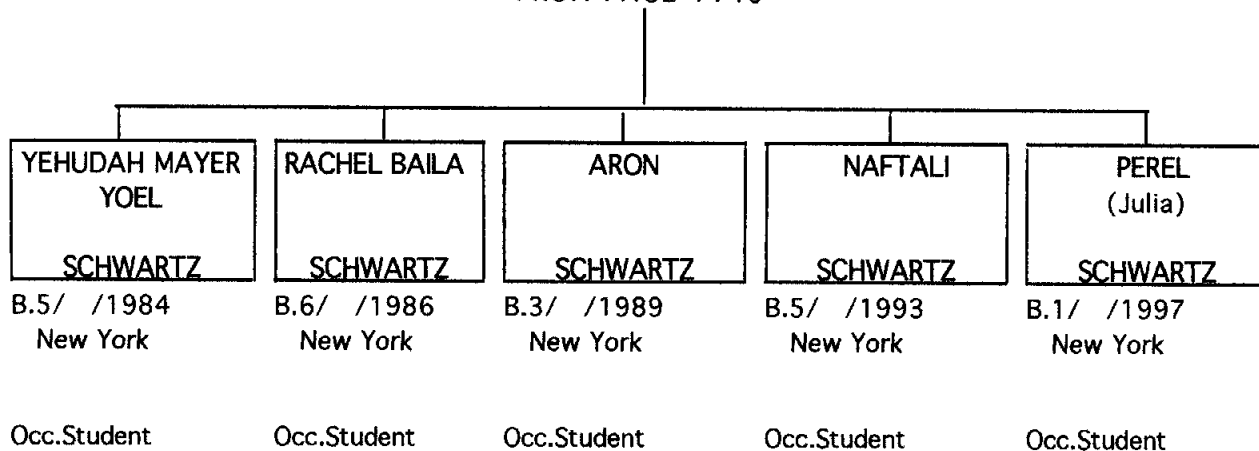 YEHUDAH MAYER
YOEL
SCHWARTZ
B.5/ /1984
New York
Occ.Student
RACHEL BAILA
SCHWARTZ
B.6/ /1986
New York
Occ.Student
ARON
SCHWARTZ
B.3/ /1989
New York
Occ.Student
NAFTALI
SCHWARTZ
B.5/ /1993
New York
Occ.Student
PEREL
(Julia)
SCHWARTZ
B.1/ /1997
New York
Occ.Student